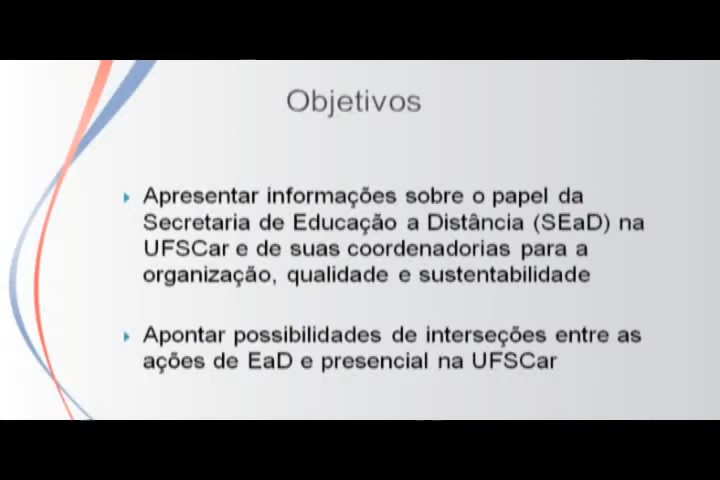 Objetivos
Apresentar informações sobre o papel da
Secretaria de Educação a Distância (SEaD) na
UFSCar e de suas coordenadorias para a
organização, qualidade e sustentabilidade
Apontar possibilidades de interseções entre as
ações de EaD e presencial na UFSCar